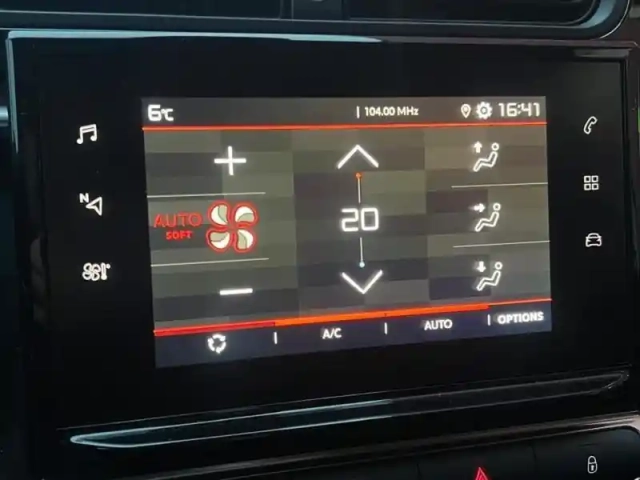 6°C | 104.00 MHz 16:41
N
+
AUTO
SOFT
20
−
A/C | AUTO | OPTIONS